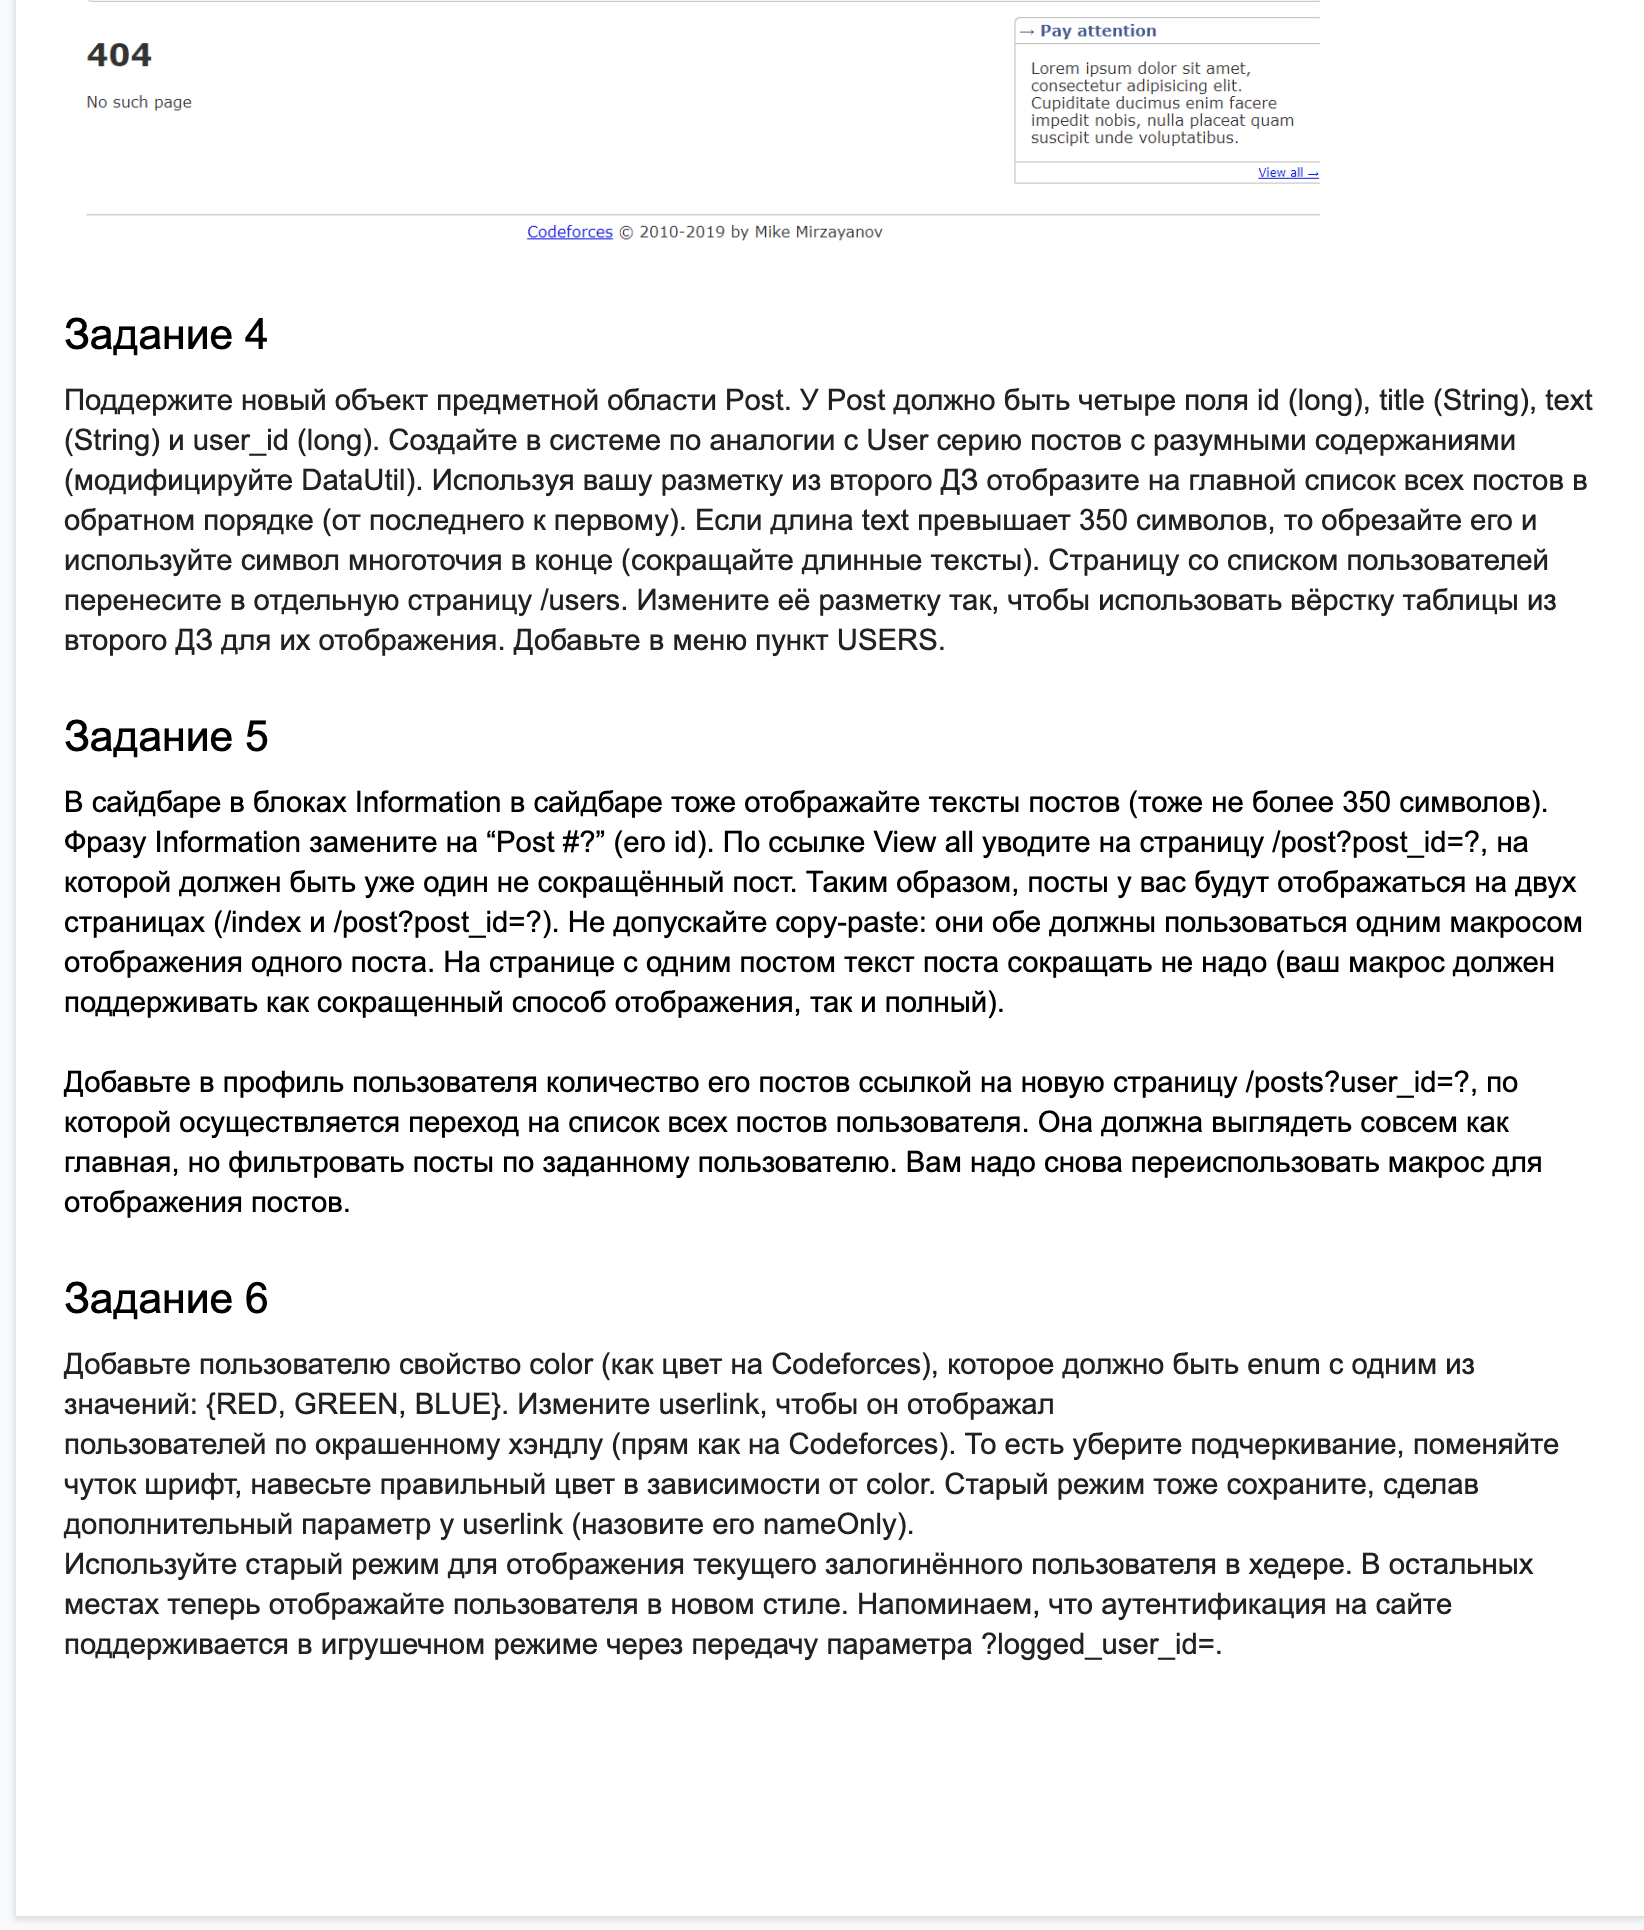 404
No such page
→ Pay attention
Lorem ipsum dolor sit amet,
consectetur adipisicing elit.
Cupiditate ducimus enim facere
impedit nobis, nulla placeat quam
suscipit unde voluptatibus.
View all →
Codeforces © 2010-2019 by Mike Mirzayanov
Задание 4
Поддержите новый объект предметной области Post. У Post должно быть четыре поля id (long), title (String), text
(String) и user_id (long). Создайте в системе по аналогии с User серию постов с разумными содержаниями
(модифицируйте DataUtil). Используя вашу разметку из второго ДЗ отобразите на главной список всех постов в
обратном порядке (от последнего к первому). Если длина text превышает 350 символов, то обрезайте его и
используйте символ многоточия в конце (сокращайте длинные тексты). Страницу со списком пользователей
перенесите в отдельную страницу /users. Измените её разметку так, чтобы использовать вёрстку таблицы из
второго ДЗ для их отображения. Добавьте в меню пункт USERS.
Задание 5
В сайдбаре в блоках Information в сайдбаре тоже отображайте тексты постов (тоже не более 350 символов).
Фразу Information замените на “Post #?” (его id). По ссылке View all уводите на страницу /post?post_id=?, на
которой должен быть уже один не сокращённый пост. Таким образом, посты у вас будут отображаться на двух
страницах (/index и /post?post_id=?). Не допускайте copy-paste: они обе должны пользоваться одним макросом
отображения одного поста. На странице с одним постом текст поста сокращать не надо (ваш макрос должен
поддерживать как сокращенный способ отображения, так и полный).
Добавьте в профиль пользователя количество его постов ссылкой на новую страницу /posts?user_id=?, по
которой осуществляется переход на список всех постов пользователя. Она должна выглядеть совсем как
главная, но фильтровать посты по заданному пользователю. Вам надо снова переиспользовать макрос для
отображения постов.
Задание 6
Добавьте пользователю свойство color (как цвет на Codeforces), которое должно быть enum с одним из
значений: {RED, GREEN, BLUE}. Измените userlink, чтобы он отображал
пользователей по окрашенному хэндлу (прям как на Codeforces). То есть уберите подчеркивание, поменяйте
чуток шрифт, навесьте правильный цвет в зависимости от color. Старый режим тоже сохраните, сделав
дополнительный параметр у userlink (назовите его nameOnly).
Используйте старый режим для отображения текущего залогинённого пользователя в хедере. В остальных
местах теперь отображайте пользователя в новом стиле. Напоминаем, что аутентификация на сайте
поддерживается в игрушечном режиме через передачу параметра ?logged_user_id=.